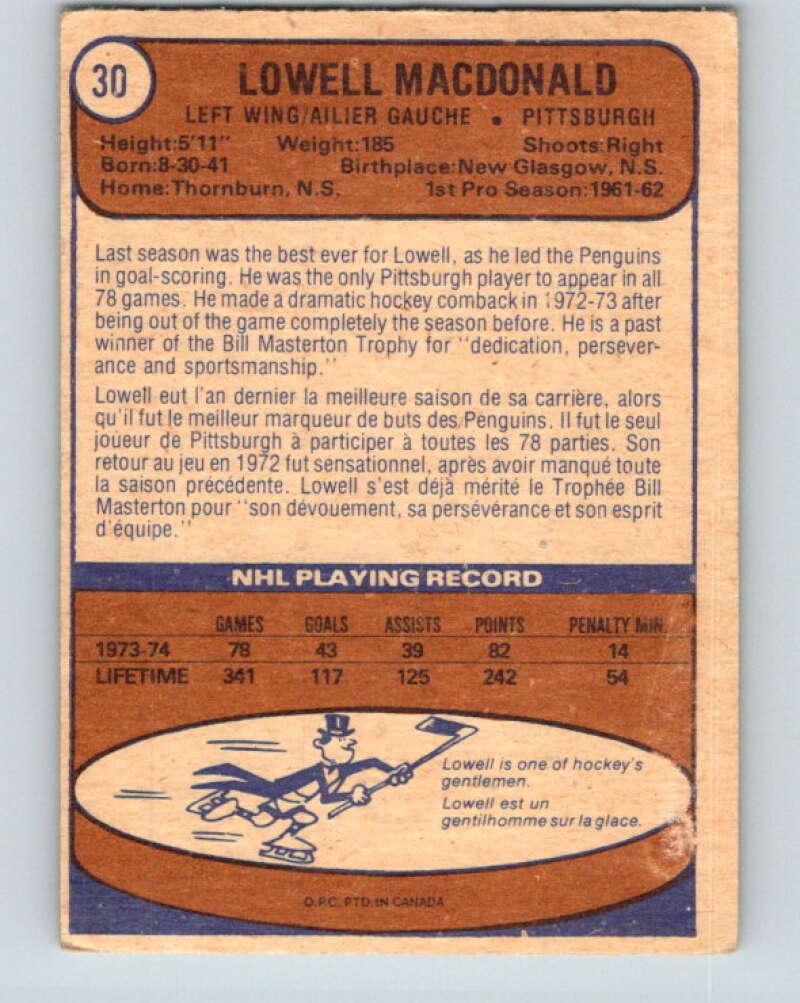 30
LOWELL MACDONALD
LEFT WING/AILIER GAUCHE • PITTSBURGH
Height:5'11" Weight:185 Shoots:Right
Born:8-30-41 Birthplace:New Glasgow, N.S.
Home:Thornburn, N.S. 1st Pro Season:1961-62
Last season was the best ever for Lowell, as he led the Penguins
in goal-scoring. He was the only Pittsburgh player to appear in all
78 games. He made a dramatic hockey comback in 1972-73 after
being out of the game completely the season before. He is a past
winner of the Bill Masterton Trophy for "dedication, persever-
ance and sportsmanship."
Lowell eut l'an dernier la meilleure saison de sa carrière, alors
qu'il fut le meilleur marqueur de buts des Penguins. Il fut le seul
joueur de Pittsburgh à participer à toutes les 78 parties. Son
retour au jeu en 1972 fut sensationnel, après avoir manqué toute
la saison précédente. Lowell s'est déjà mérité le Trophée Bill
Masterton pour "son dévouement, sa persévérance et son esprit
d'équipe."
NHL PLAYING RECORD
GAMES GOALS ASSISTS POINTS PENALTY MIN.
1973-74 78 43 39 82 14
LIFETIME 341 117 125 242 54
Lowell is one of hockey's
gentlemen.
Lowell est un
gentilhomme sur la glace.
O.P.C. PTD. IN CANADA